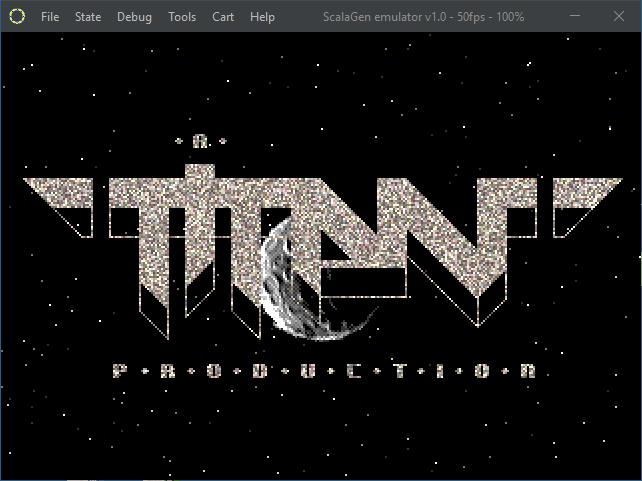 File State Debug Tools Cart Help ScalaGen emulator v1.0 - 50fps - 100%
· A ·
TITAN
P · R · O · D · U · C · T · I · O · N